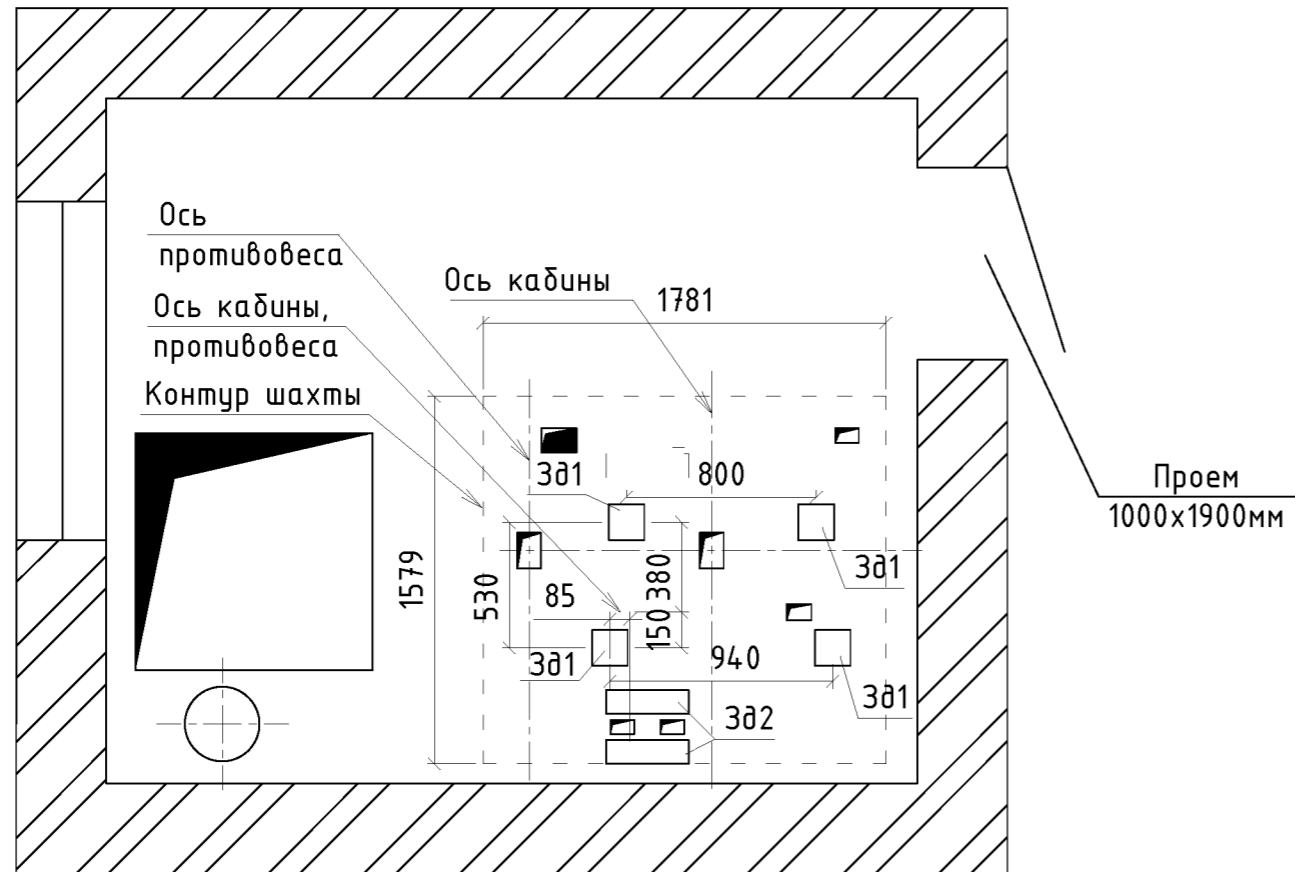 Ось
противовеса
Ось кабины
1781
Ось кабины,
противовеса
Контур шахты
Зд1
800
Проем
1000х1900мм
1579
530
85
380
150
Зд1
Зд1
940
Зд1
Зд2